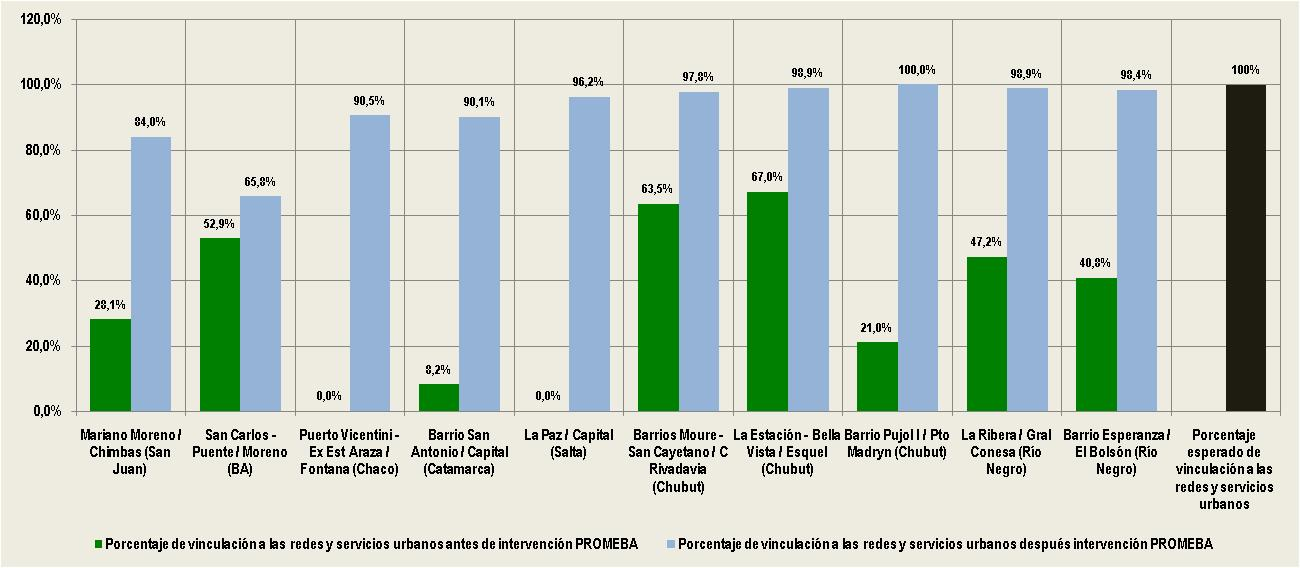 120,0%
100,0%
80,0%
60,0%
40,0%
20,0%
0,0%
28,1%
84,0%
52,9%
65,8%
0,0%
90,5%
8,2%
90,1%
0,0%
96,2%
63,5%
97,8%
67,0%
98,9%
21,0%
100,0%
47,2%
98,9%
40,8%
98,4%
100%
Mariano Moreno /
Chimbas (San
Juan)
San Carlos -
Puente / Moreno
(BA)
Puerto Vicentini -
Ex Est Araza /
Fontana (Chaco)
Barrio San
Antonio / Capital
(Catamarca)
La Paz / Capital
(Salta)
Barrios Moure -
San Cayetano / C
Rivadavia
(Chubut)
La Estación - Bella
Vista / Esquel
(Chubut)
Barrio Pujol I / Pto
Madryn (Chubut)
La Ribera / Gral
Conesa (Río
Negro)
Barrio Esperanza /
El Bolsón (Río
Negro)
Porcentaje
esperado de
vinculación a las
redes y servicios
urbanos
Porcentaje de vinculación a las redes y servicios urbanos antes de intervención PROMEBA
Porcentaje de vinculación a las redes y servicios urbanos después intervención PROMEBA